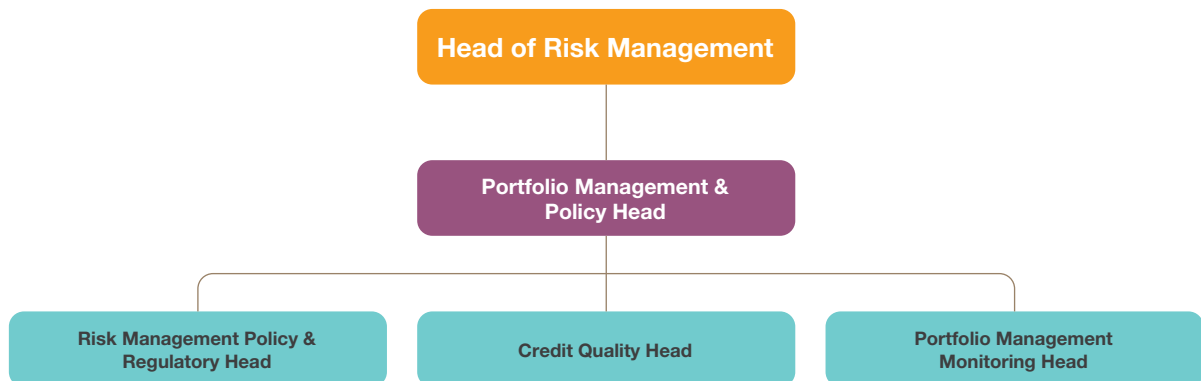 Head of Risk Management
Portfolio Management &
Policy Head
Risk Management Policy &
Regulatory Head
Credit Quality Head
Portfolio Management
Monitoring Head